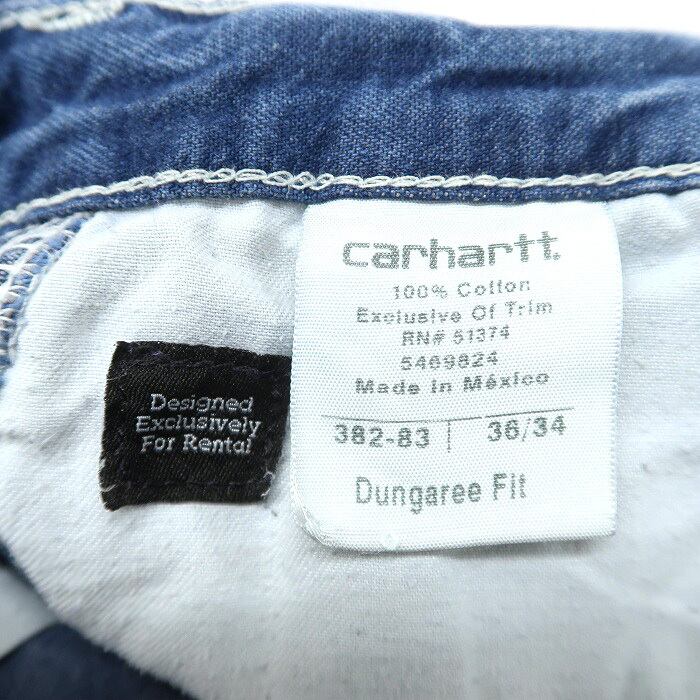 carhartt
100% Cotton
Exclusive Of Trim
RN# 51374
5469824
Made In México
382-83 | 36/34
Dungaree Fit
Designed
Exclusively
For Rental